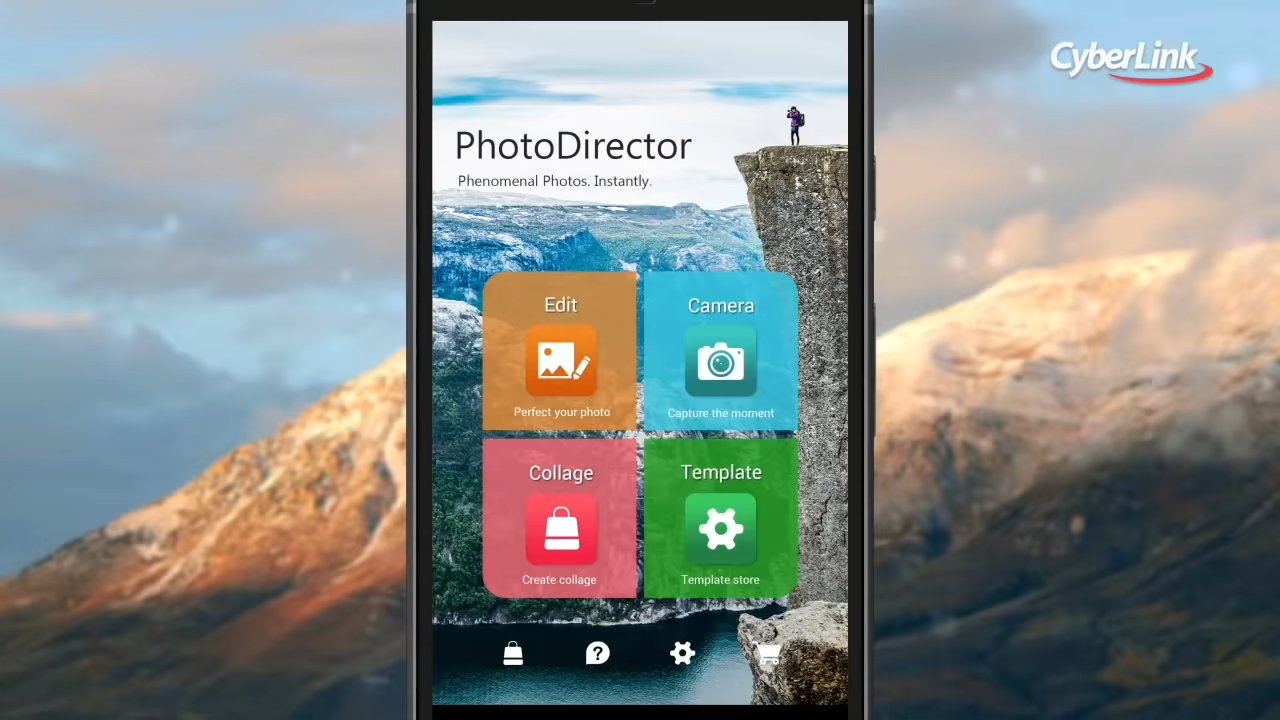 CyberLink
PhotoDirector
Phenomenal Photos. Instantly.
Edit
Camera
Perfect your photo
Capture the moment
Collage
Template
Create collage
Template store
?